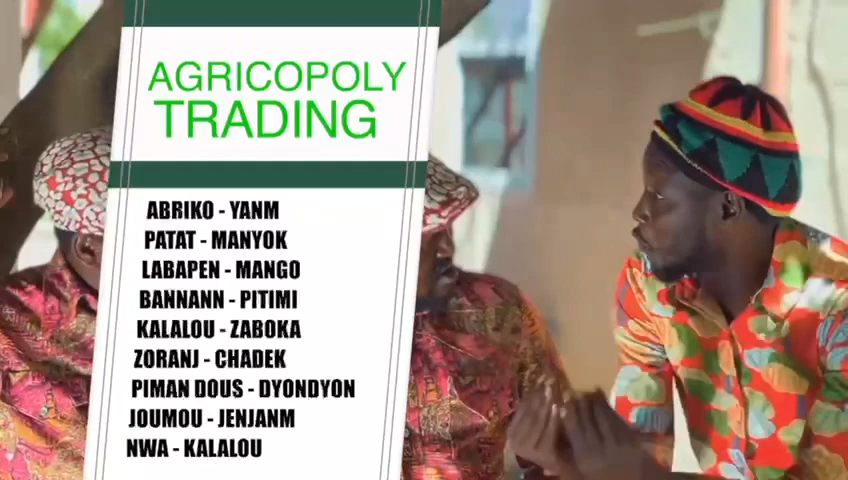 AGRICOPOLY
TRADING
ABRIKO - YANM
PATAT - MANYOK
LABAPEN - MANGO
BANNANN - PITIMI
KALALOU - ZABOKA
ZORANJ - CHADEK
PIMAN DOUS - DYONDYON
JOUMOU - JENJANM
NWA - KALALOU